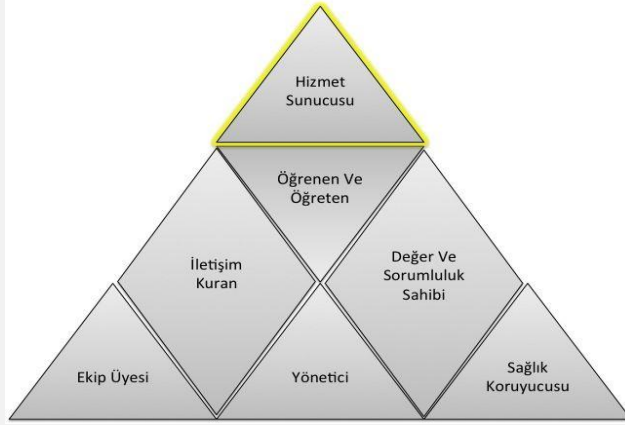 Hizmet
Sunucusu
Öğrenen Ve
Öğreten
İletişim
Kuran
Değer Ve
Sorumluluk
Sahibi
Ekip Üyesi
Yönetici
Sağlık
Koruyucusu